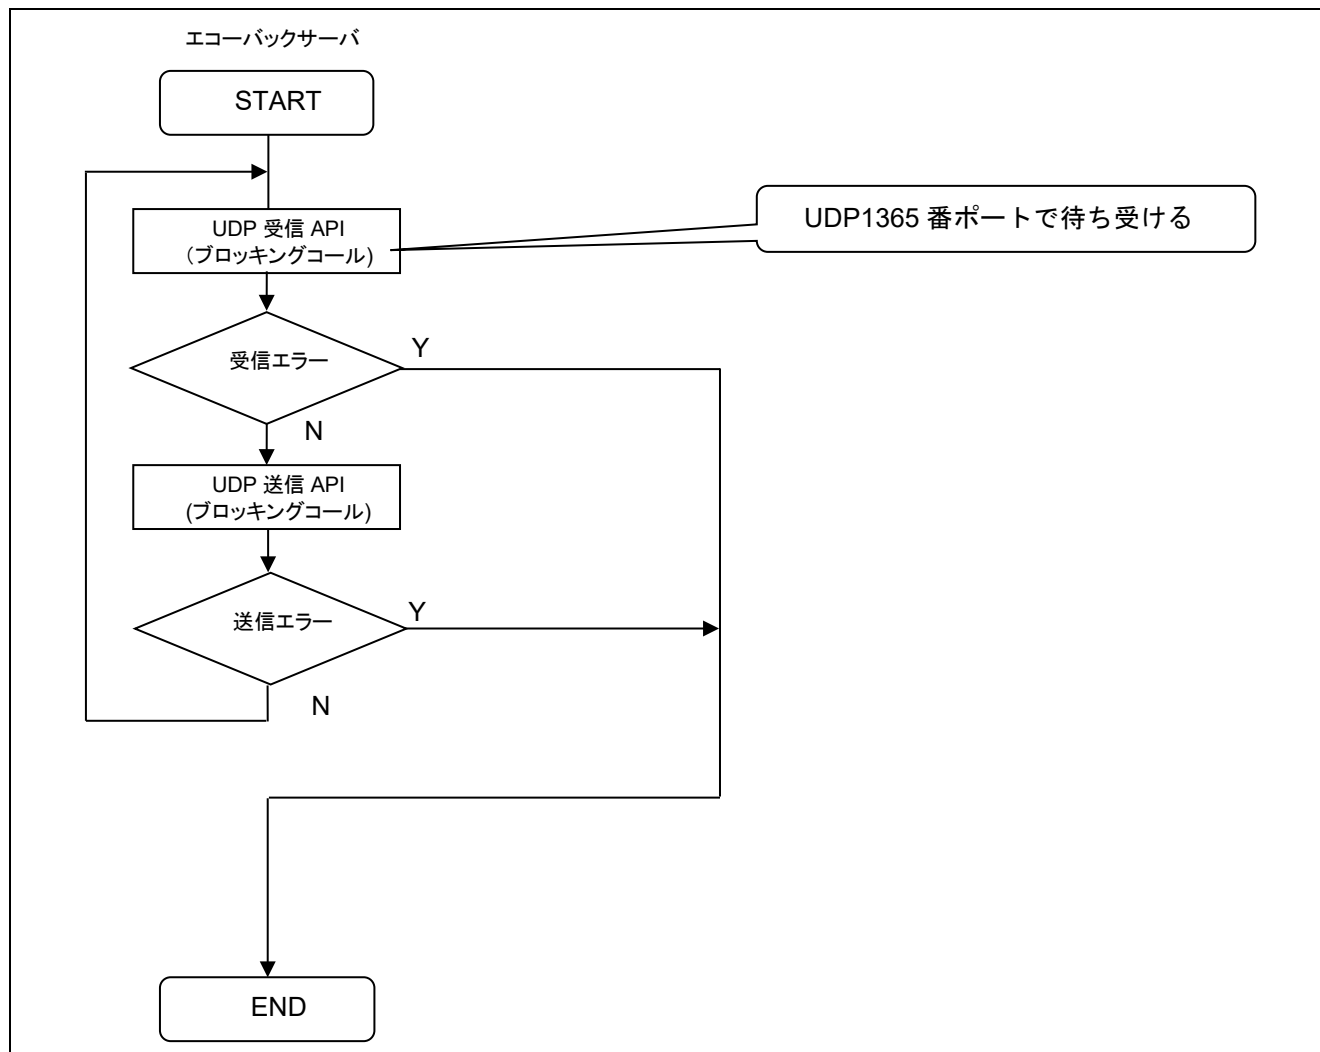 エコーバックサーバ
START
UDP 受信 API
（ブロッキングコール)
UDP1365 番ポートで待ち受ける
受信エラー
Y
N
UDP 送信 API
(ブロッキングコール)
送信エラー
Y
N
END